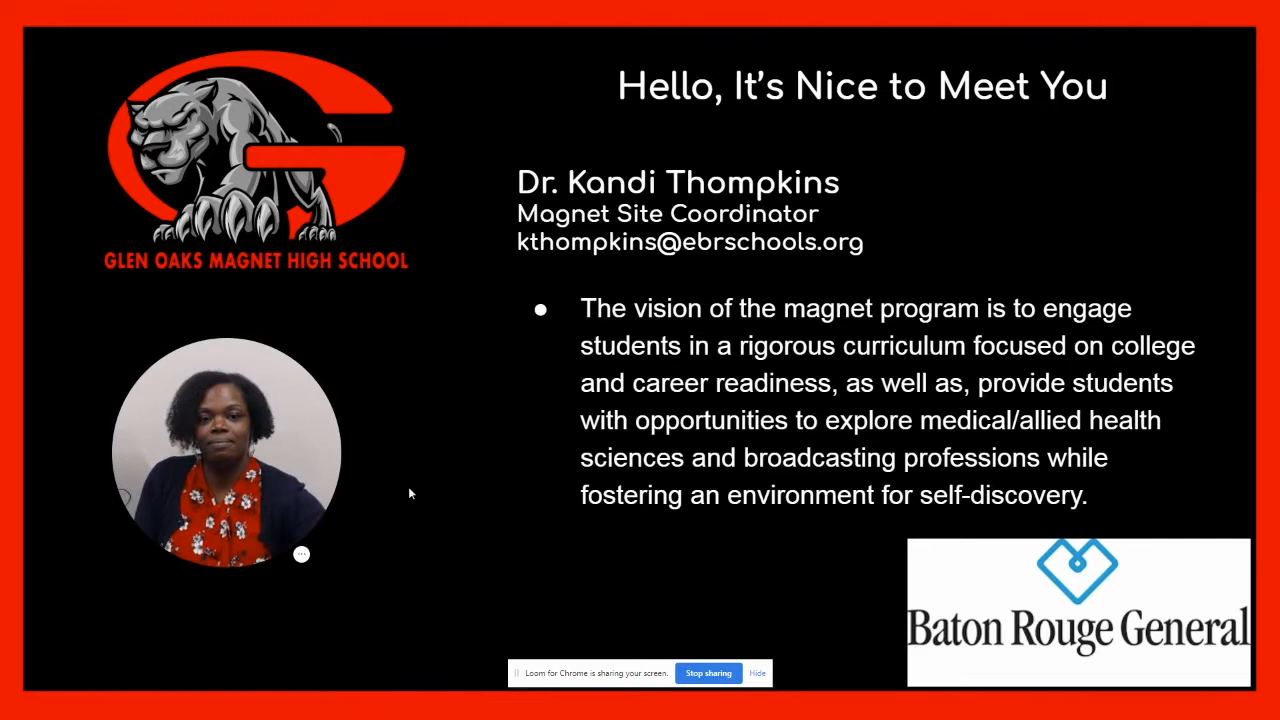 Hello, It's Nice to Meet You
GLEN OAKS MAGNET HIGH SCHOOL
Dr. Kandi Thompkins
Magnet Site Coordinator
kthompkins@ebrschools.org
● The vision of the magnet program is to engage
students in a rigorous curriculum focused on college
and career readiness, as well as, provide students
with opportunities to explore medical/allied health
sciences and broadcasting professions while
fostering an environment for self-discovery.
Baton Rouge General
Loom for Chrome is sharing your screen. Stop sharing Hide